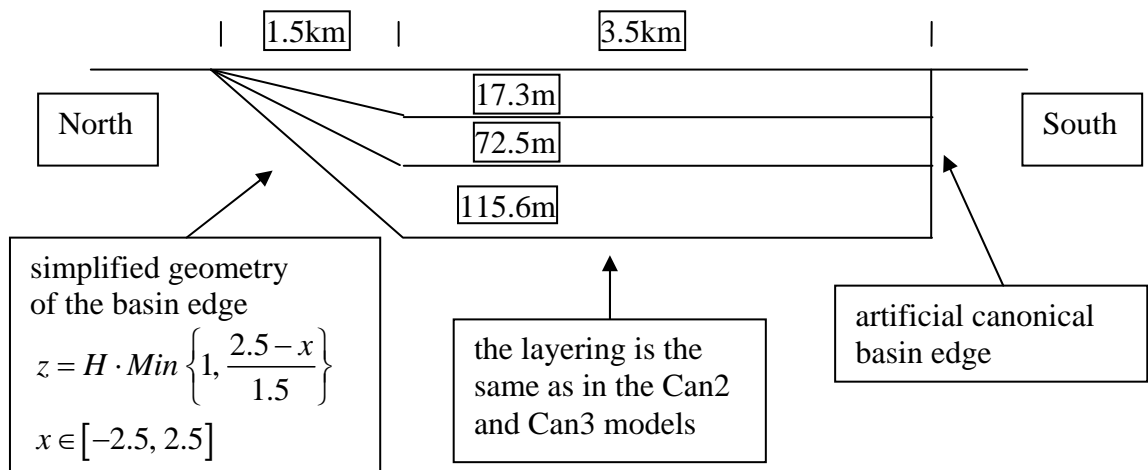 1.5km 3.5km
17.3m
North South
72.5m
115.6m
simplified geometry
of the basin edge
z = H · Min {1, (2.5 − x)/1.5}
x ∈ [−2.5, 2.5]
the layering is the
same as in the Can2
and Can3 models
artificial canonical
basin edge